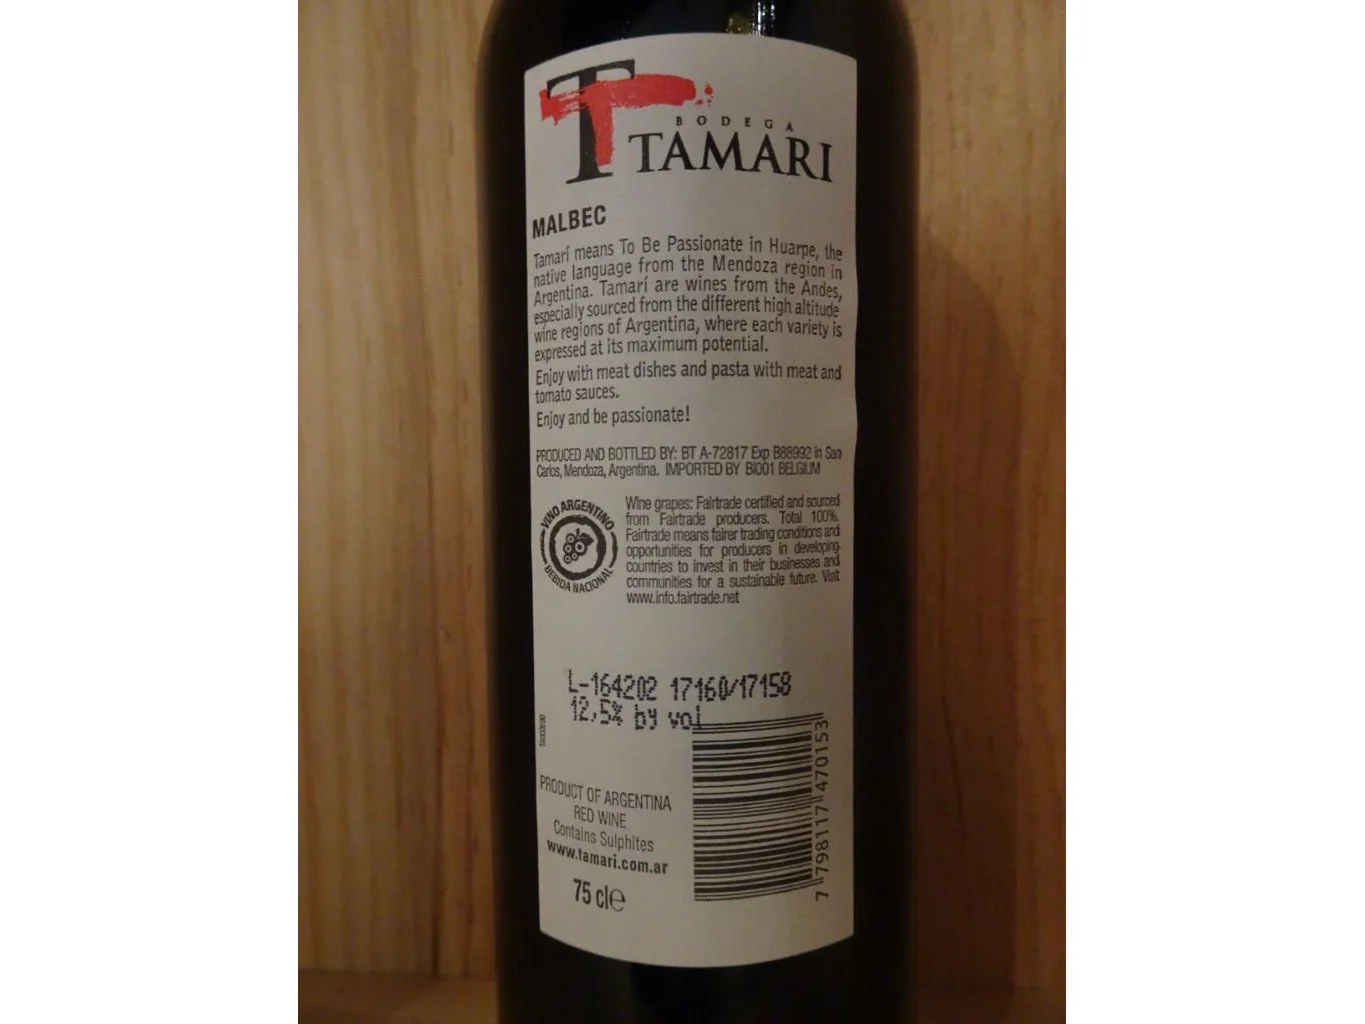 T
BODEGA
TAMARI
MALBEC
Tamarí means To Be Passionate in Huarpe, the
native language from the Mendoza region in
Argentina. Tamarí are wines from the Andes,
especially sourced from the different high altitude
wine regions of Argentina, where each variety is
expressed at its maximum potential.
Enjoy with meat dishes and pasta with meat and
tomato sauces.
Enjoy and be passionate!
PRODUCED AND BOTTLED BY: BT A-72817 Exp B88992 in San
Carlos, Mendoza, Argentina. IMPORTED BY BI001 BELGIUM
VINO ARGENTINO
BEBIDA NACIONAL
Wine grapes: Fairtrade certified and sourced
from Fairtrade producers. Total 100%.
Fairtrade means fairer trading conditions and
opportunities for producers in developing
countries to invest in their businesses and
communities for a sustainable future. Visit
www.info.fairtrade.net
L-164202 17160/17158
12,5% by vol
PRODUCT OF ARGENTINA
RED WINE
Contains Sulphites
www.tamari.com.ar
75 cl e
7 798117 470153